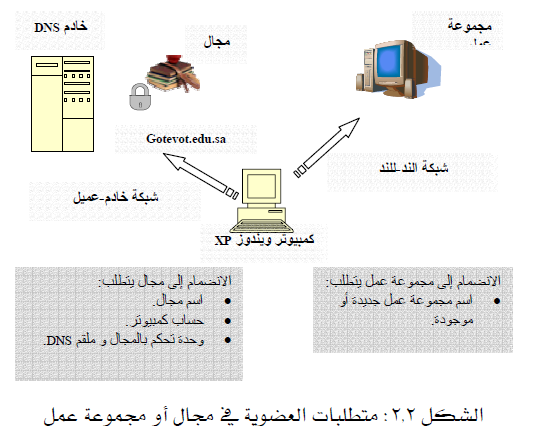 مجموعة
عمل
خادم DNS
مجال
Gotevot.edu.sa
شبكة الند-للند
شبكة خادم-عميل
كمبيوتر ويندوز XP
الانضمام إلى مجموعة عمل يتطلب:
• اسم مجموعة عمل جديدة أو
موجودة.
الانضمام إلى مجال يتطلب:
• اسم مجال.
• حساب كمبيوتر.
• وحدة تحكم بالمجال و ملقم DNS.
الشكل ٢.٢: متطلبات العضوية في مجال أو مجموعة عمل